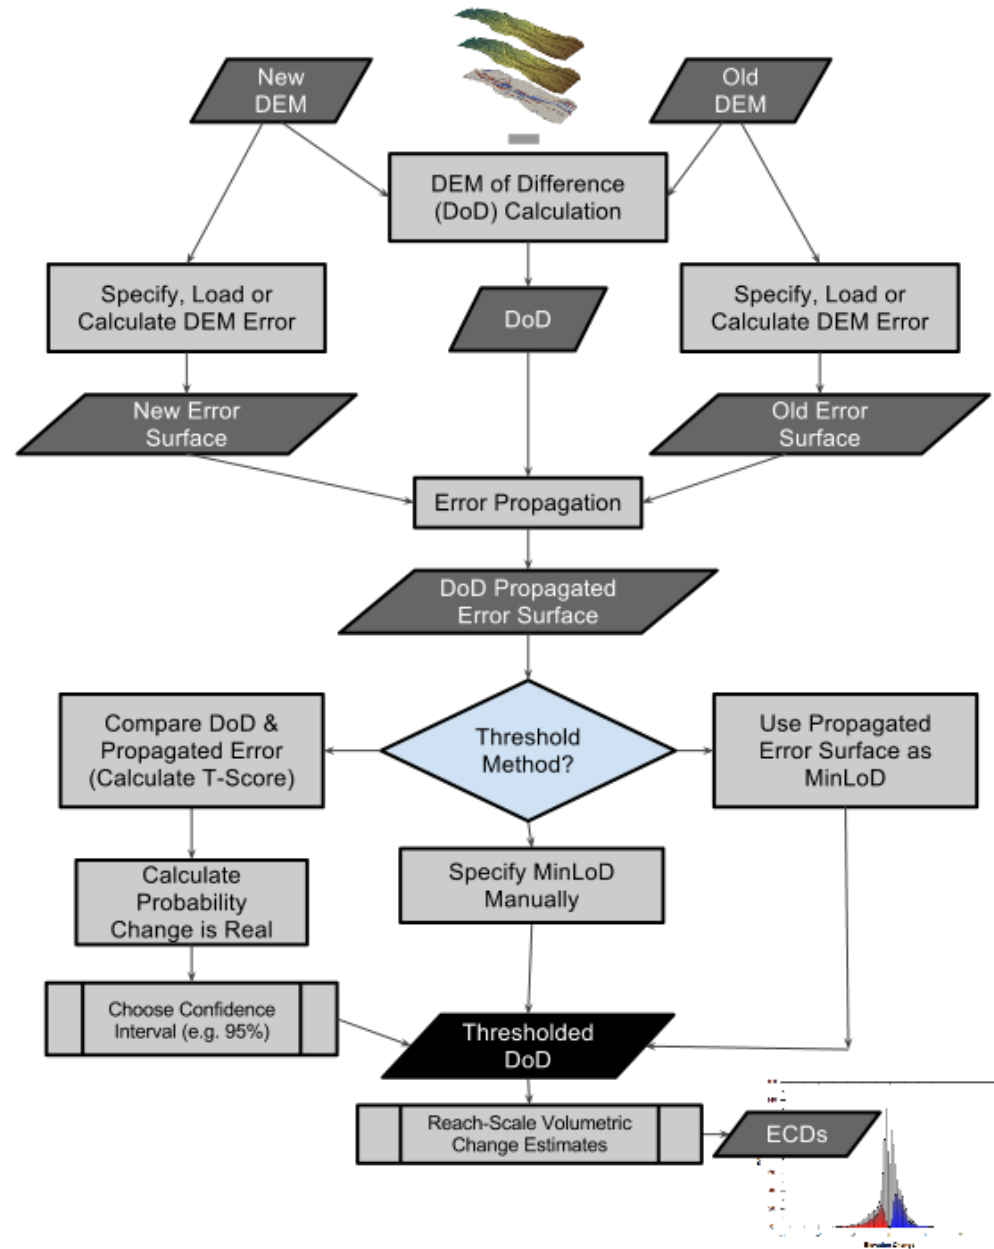 New
DEM
Old
DEM
DEM of Difference
(DoD) Calculation
Specify, Load or
Calculate DEM Error
DoD
Specify, Load or
Calculate DEM Error
New Error
Surface
Old Error
Surface
Error Propagation
DoD Propagated
Error Surface
Threshold
Method?
Compare DoD &
Propagated Error
(Calculate T-Score)
Use Propagated
Error Surface as
MinLoD
Specify MinLoD
Manually
Calculate
Probability
Change is Real
Choose Confidence
Interval (e.g. 95%)
Thresholded
DoD
Reach-Scale Volumetric
Change Estimates
ECDs